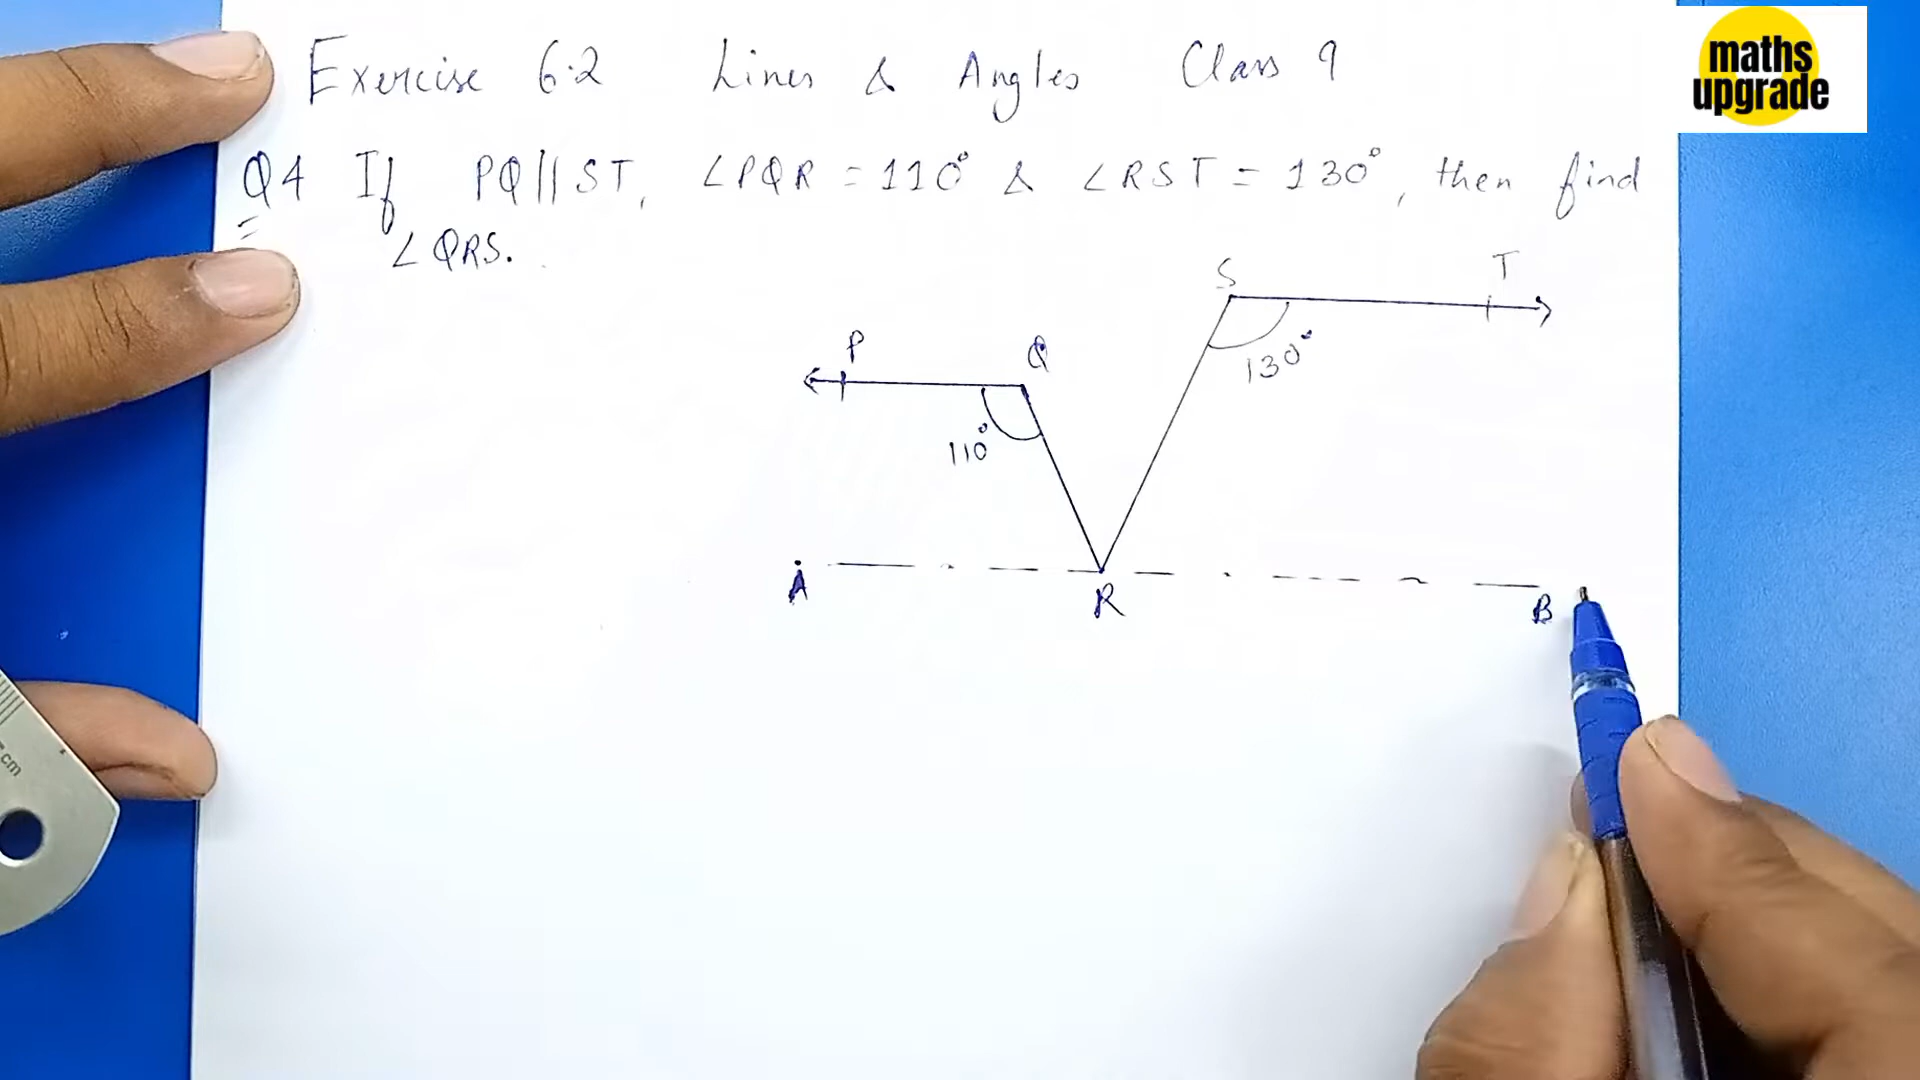 maths
upgrade
Exercise 6.2 Lines & Angles Class 9
Q4 If PQ||ST, ∠PQR = 110° & ∠RST = 130°, then find
∠QRS.
S T
P Q
130°
110°
A R B
cm